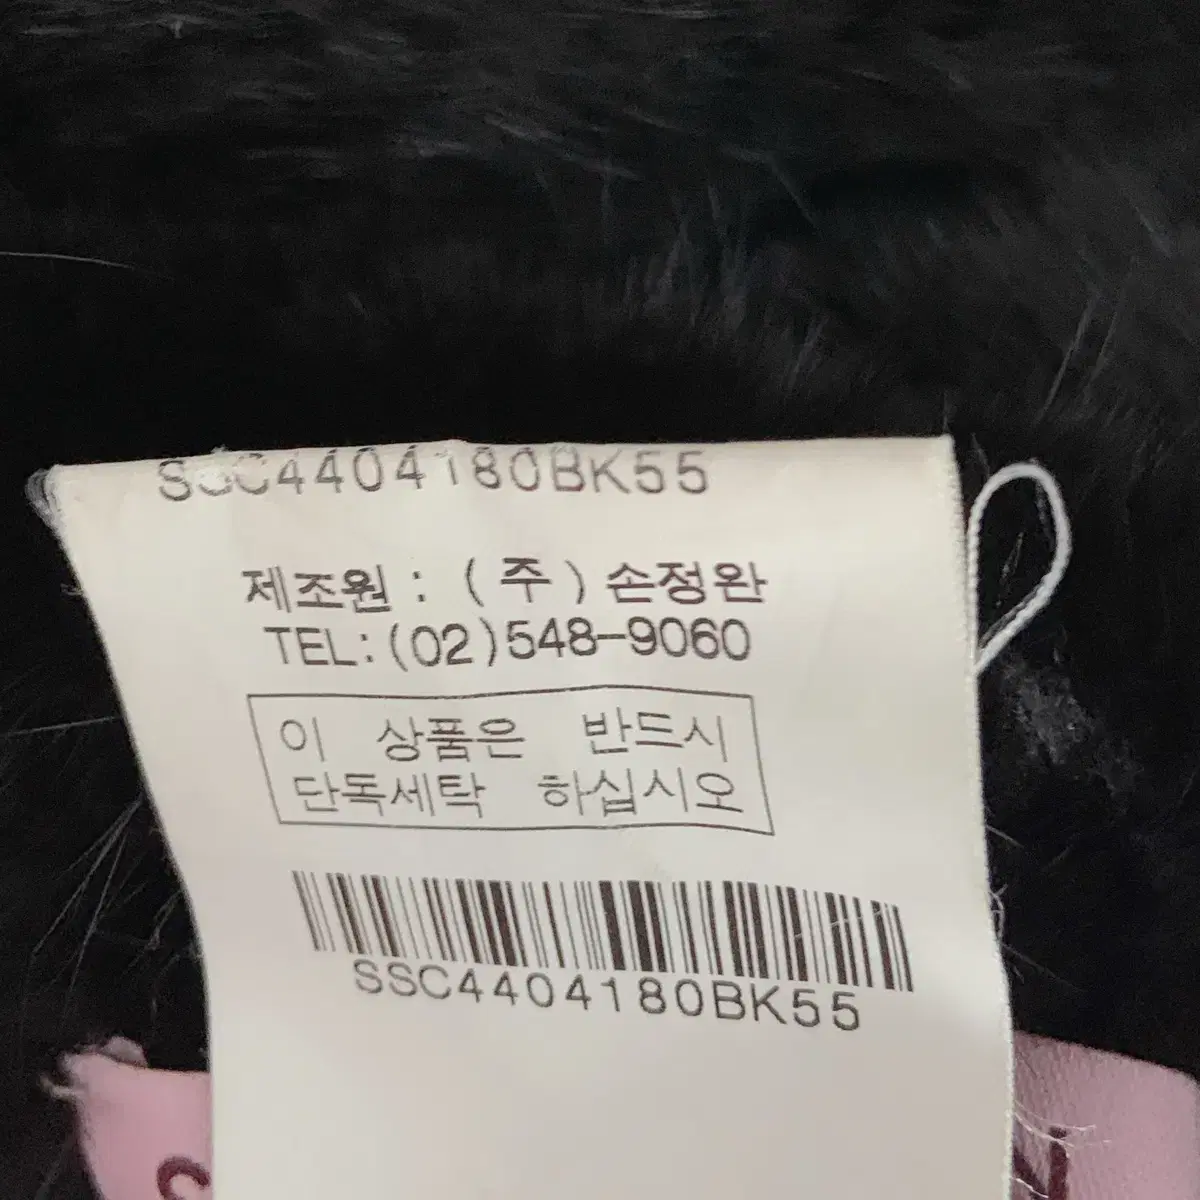 SSC4404180BK55
제조원 : (주) 손정완
TEL:(02)548-9060
이 상품은 반드시
단독세탁 하십시오
SSC4404180BK55